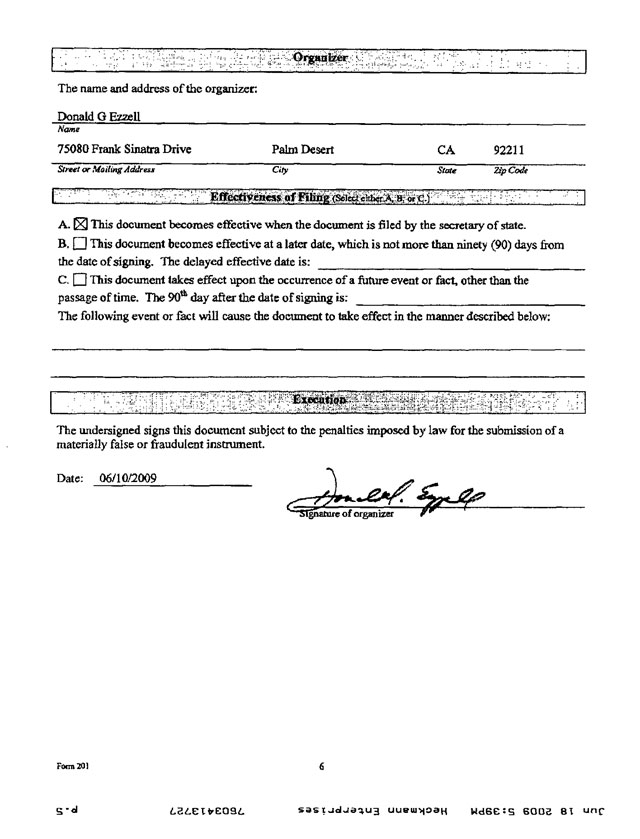 Organizer
The name and address of the organizer:
Donald G Ezzell
Name
75080 Frank Sinatra Drive Palm Desert CA 92211
Street or Mailing Address City State Zip Code
Effectiveness of Filing (Select either A, B, or C.)
A. ☒ This document becomes effective when the document is filed by the secretary of state.
B. ☐ This document becomes effective at a later date, which is not more than ninety (90) days from
the date of signing. The delayed effective date is:
C. ☐ This document takes effect upon the occurrence of a future event or fact, other than the
passage of time. The 90th day after the date of signing is:
The following event or fact will cause the document to take effect in the manner described below:
Execution
The undersigned signs this document subject to the penalties imposed by law for the submission of a
materially false or fraudulent instrument.
Date: 06/10/2009
Donald G. Ezzell
Signature of organizer
Form 201 6
Jun 18 2009 5:39PM Heckmann Enterprises 7603413727 p.5